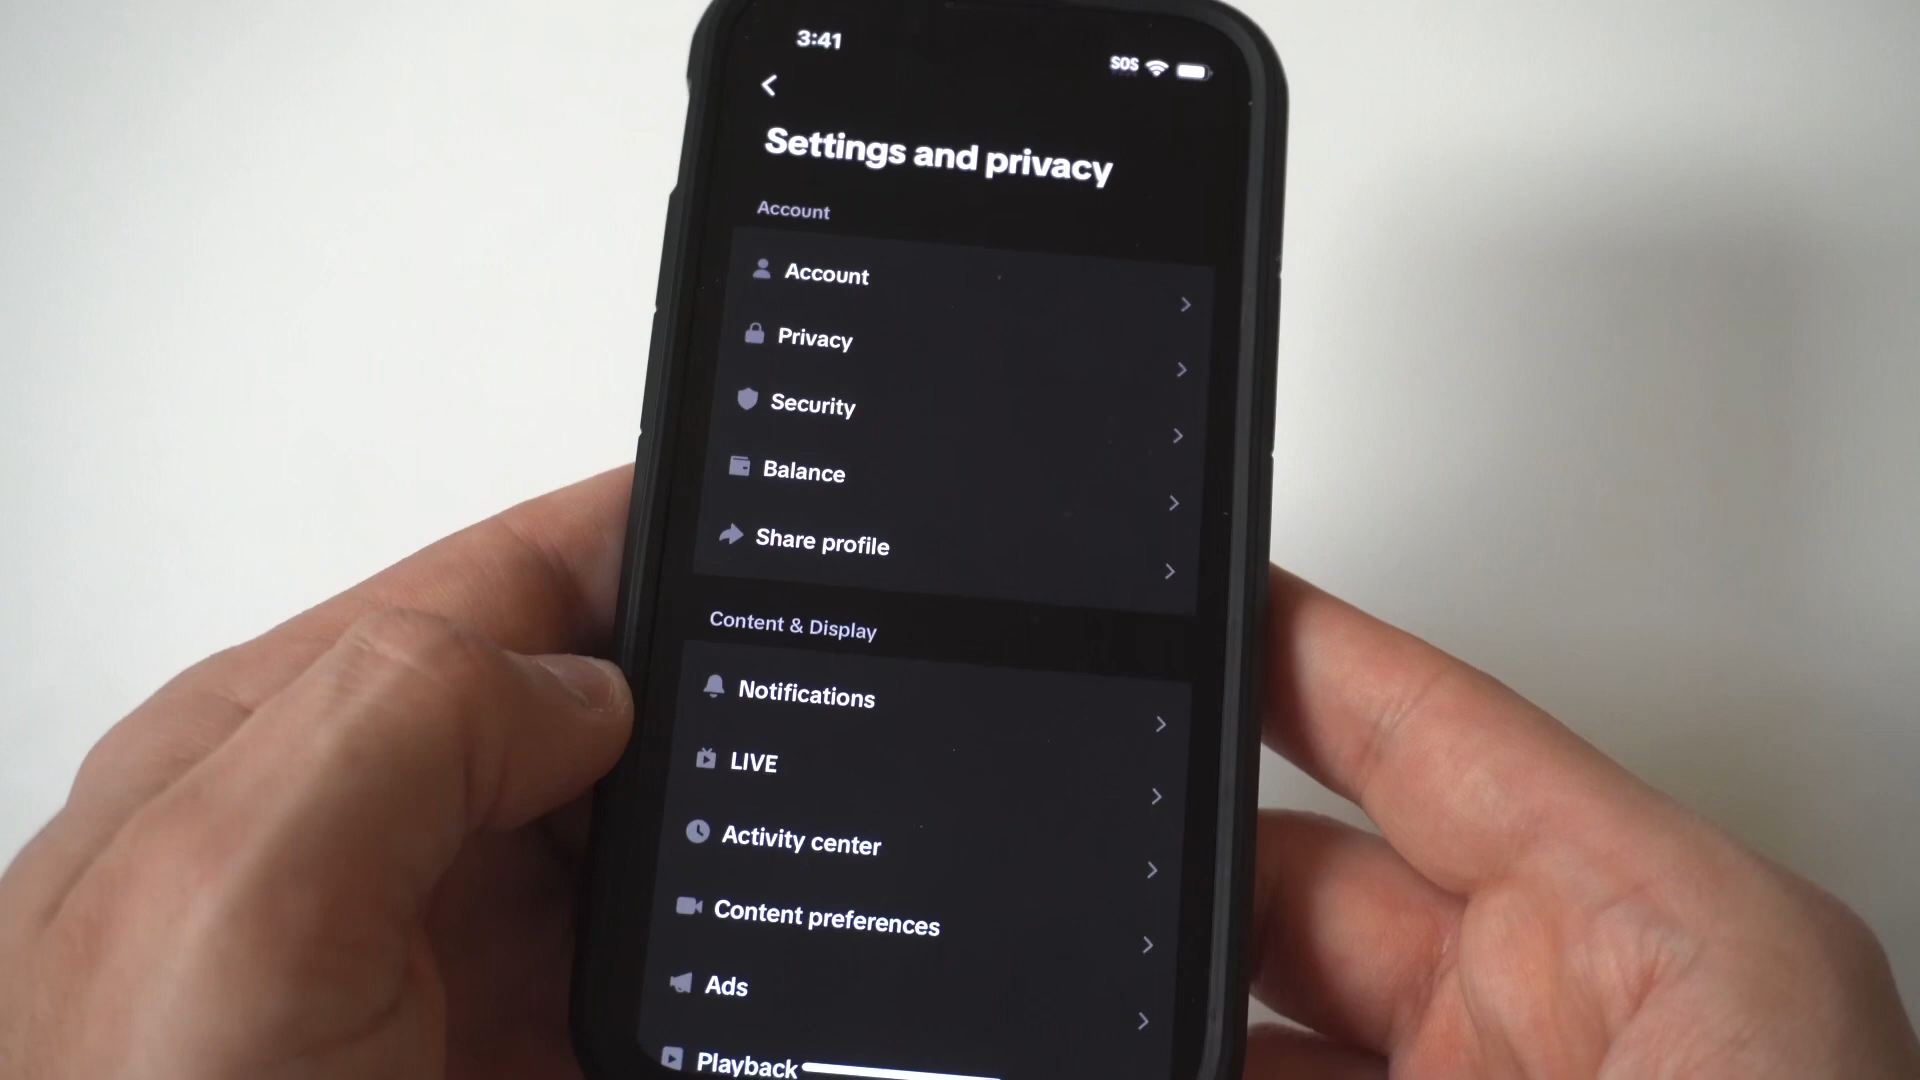 3:41
SOS
Settings and privacy
Account
Account
Privacy
Security
Balance
Share profile
Content & Display
Notifications
LIVE
Activity center
Content preferences
Ads
Playback